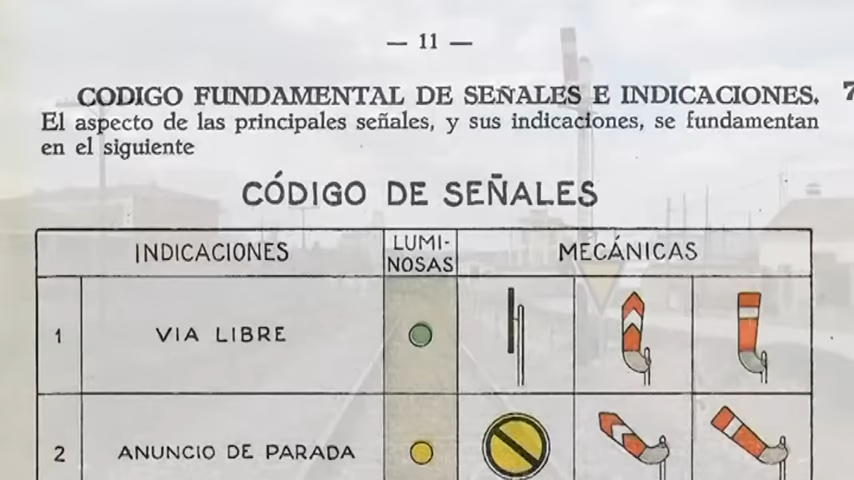 — 11 —
CODIGO FUNDAMENTAL DE SEÑALES E INDICACIONES. 7
El aspecto de las principales señales, y sus indicaciones, se fundamentan
en el siguiente
CÓDIGO DE SEÑALES
INDICACIONES LUMI-
NOSAS MECÁNICAS
1 VIA LIBRE
2 ANUNCIO DE PARADA